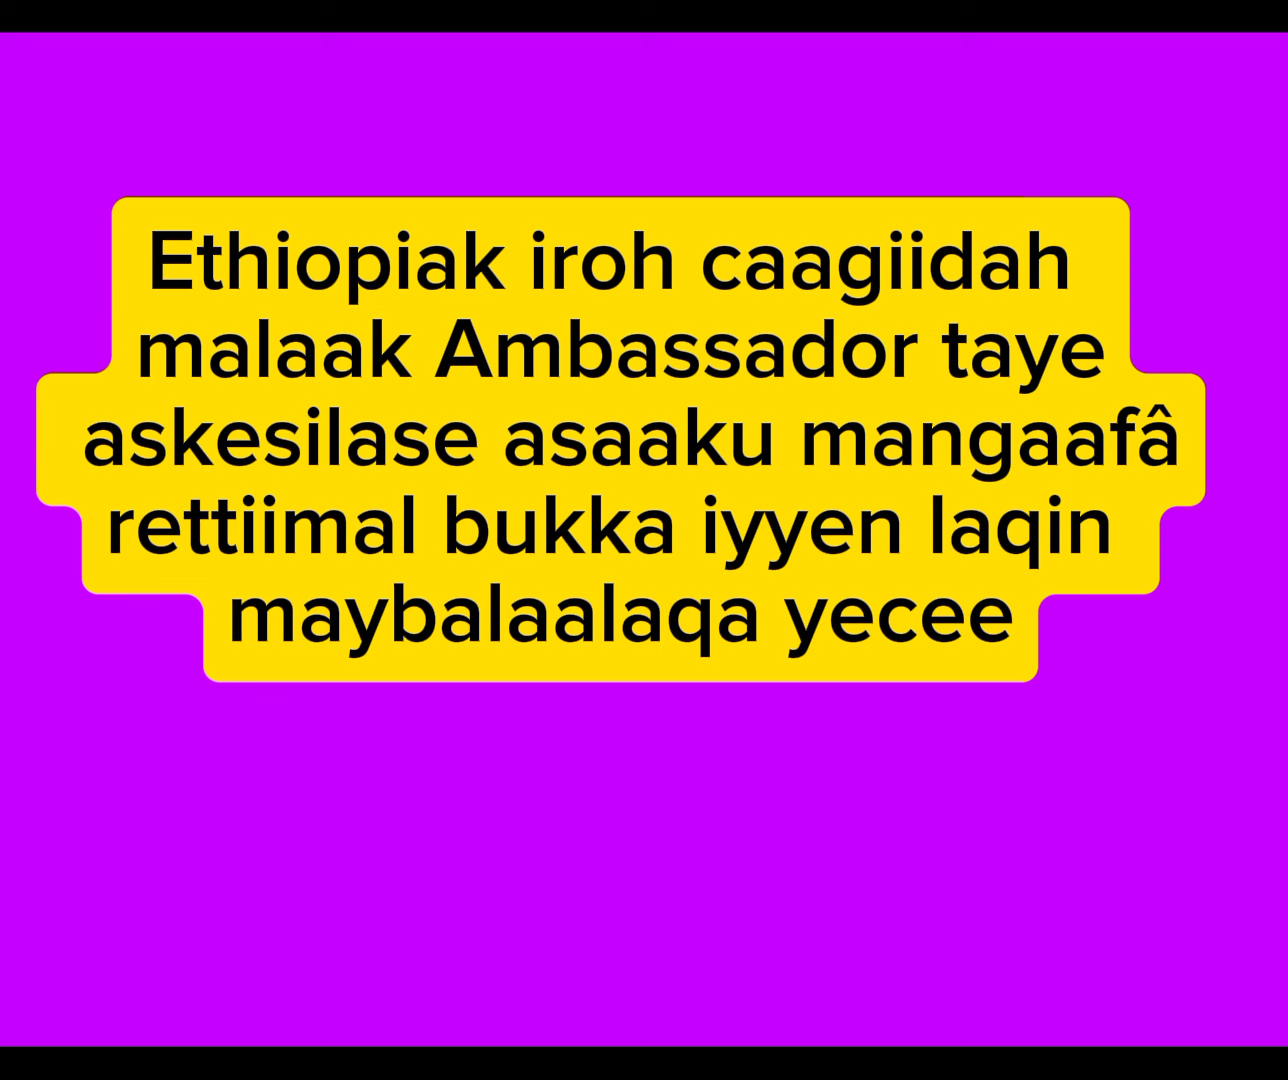 Ethiopiak iroh caagiidah
malaak Ambassador taye
askesilase asaaku mangaafâ
rettiimal bukka iyyen laqin
maybalaalaqa yecee